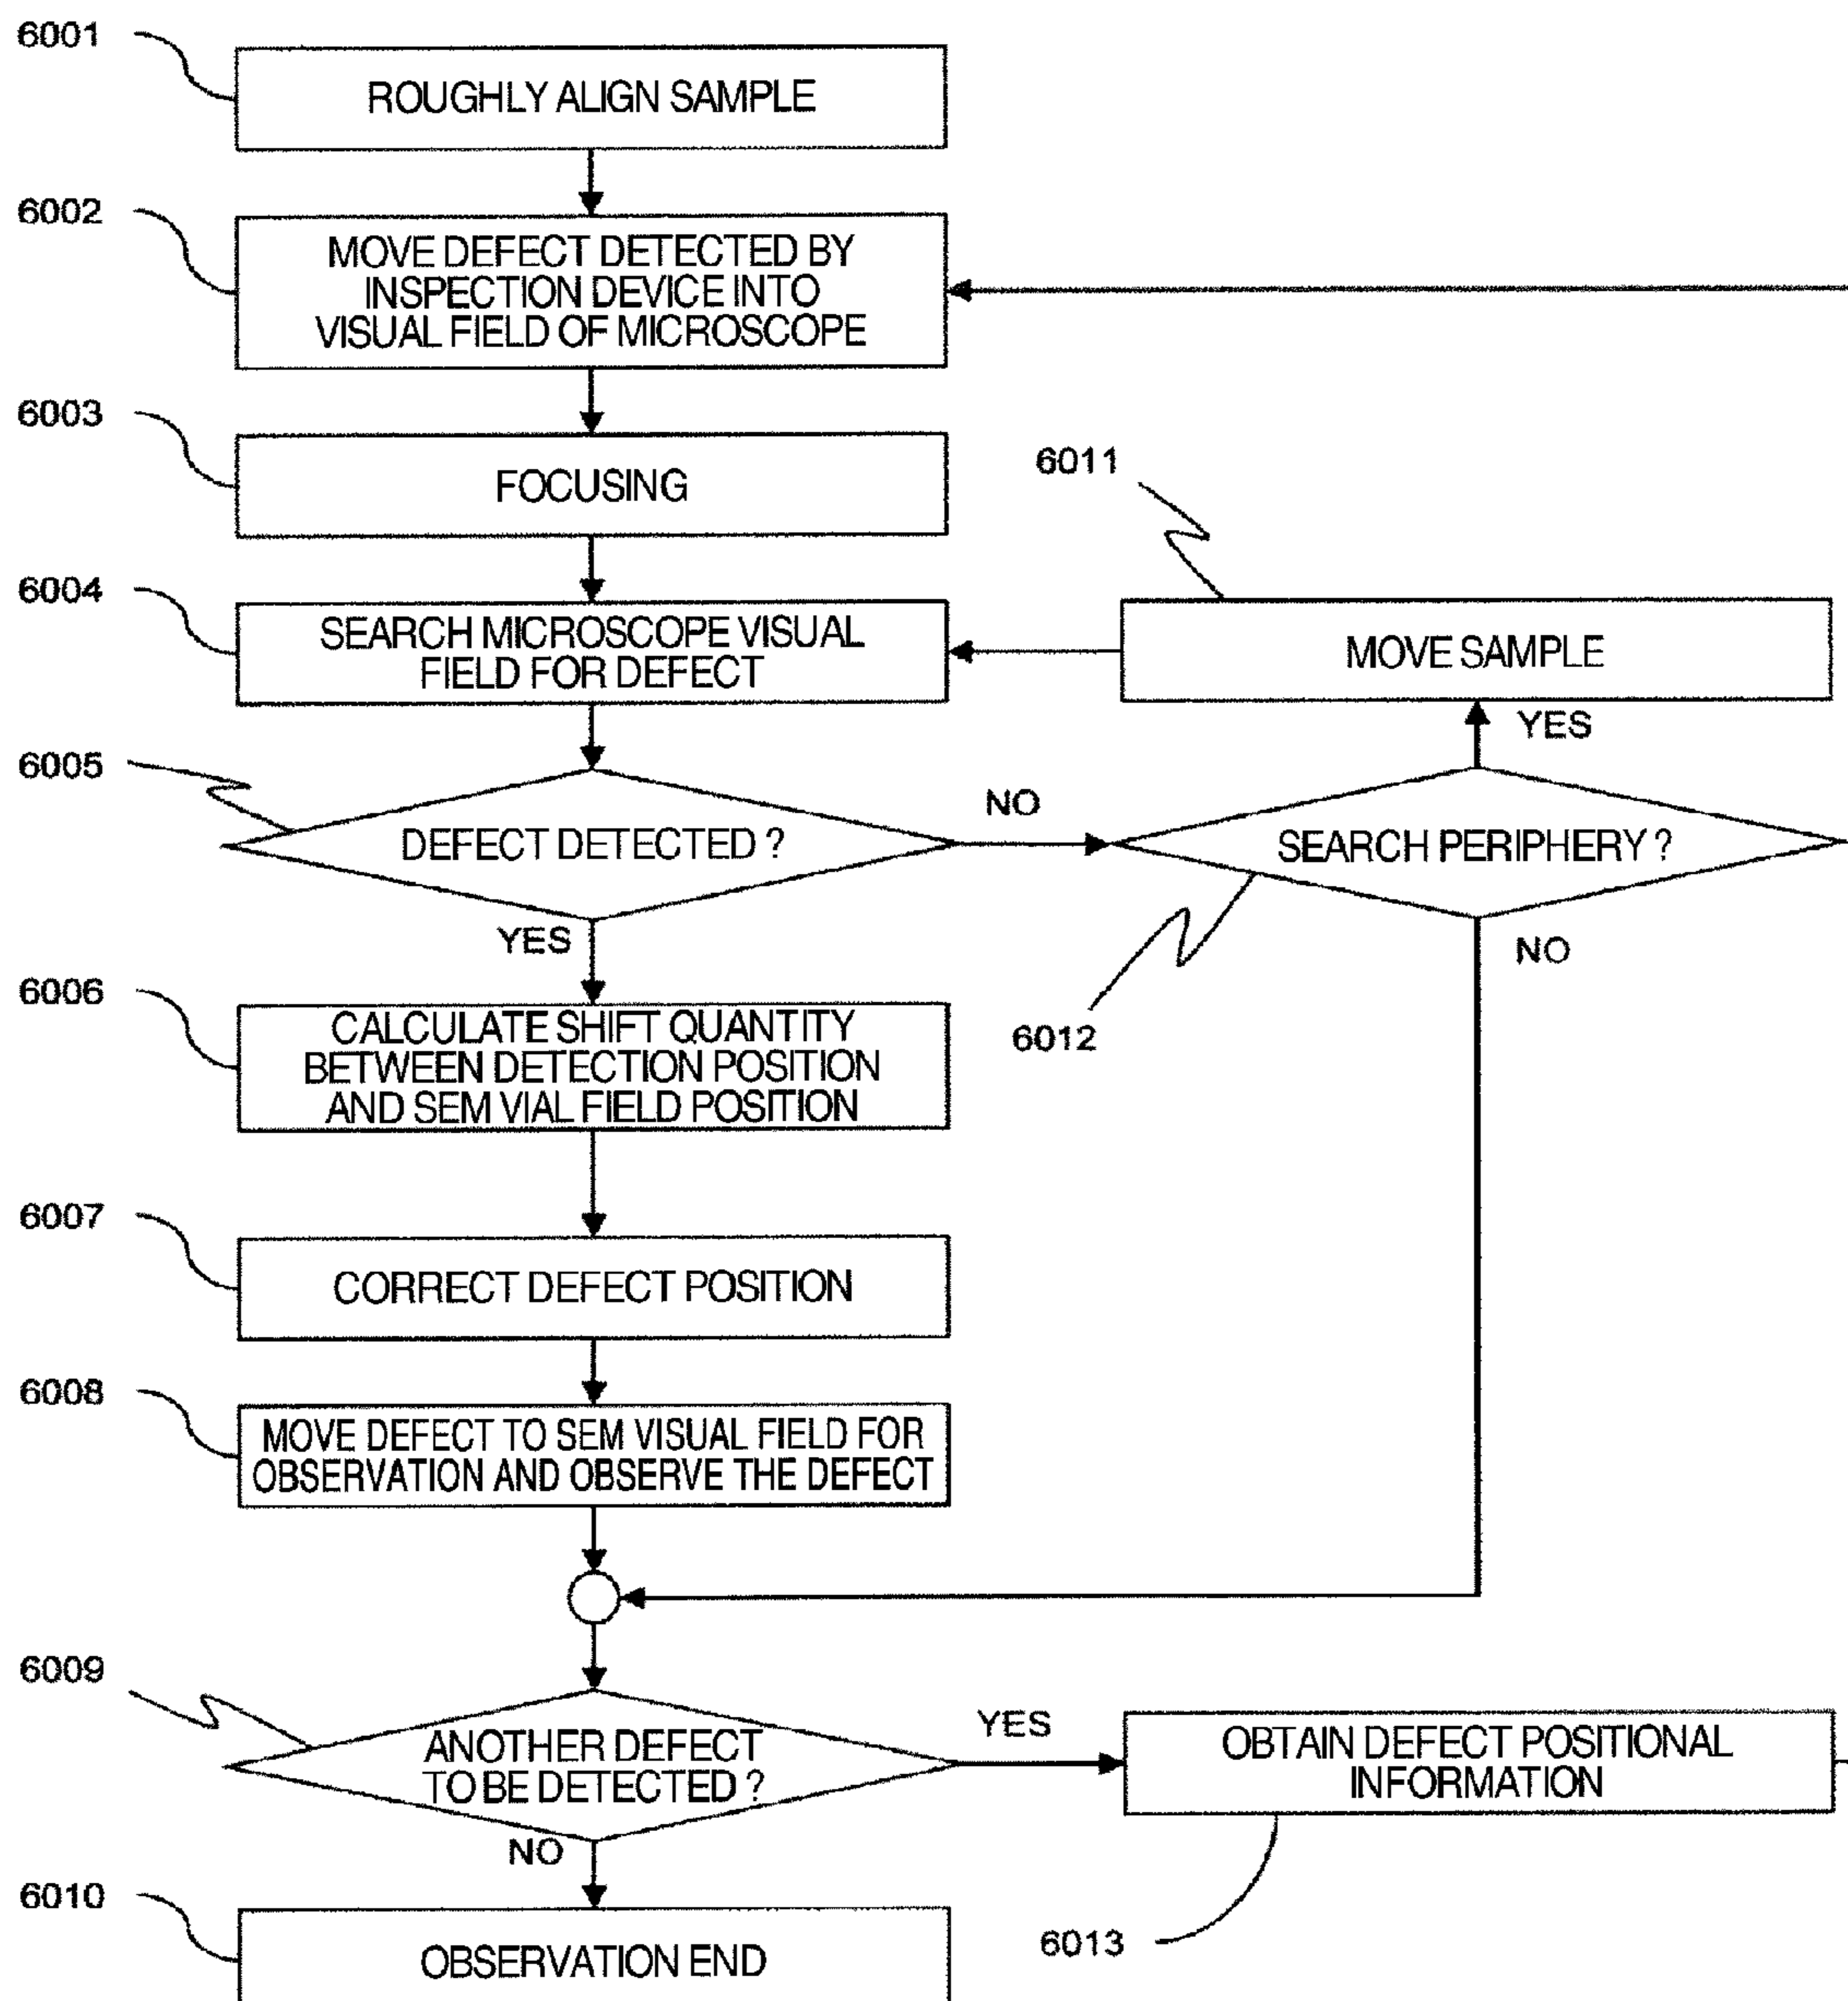 6001
ROUGHLY ALIGN SAMPLE
6002
MOVE DEFECT DETECTED BY
INSPECTION DEVICE INTO
VISUAL FIELD OF MICROSCOPE
6003
FOCUSING
6011
6004
SEARCH MICROSCOPE VISUAL
FIELD FOR DEFECT
MOVE SAMPLE
YES
6005
DEFECT DETECTED ?
NO
SEARCH PERIPHERY ?
YES
NO
6012
6006
CALCULATE SHIFT QUANTITY
BETWEEN DETECTION POSITION
AND SEM VIAL FIELD POSITION
6007
CORRECT DEFECT POSITION
6008
MOVE DEFECT TO SEM VISUAL FIELD FOR
OBSERVATION AND OBSERVE THE DEFECT
6009
ANOTHER DEFECT
TO BE DETECTED ?
YES
OBTAIN DEFECT POSITIONAL
INFORMATION
NO
6013
6010
OBSERVATION END